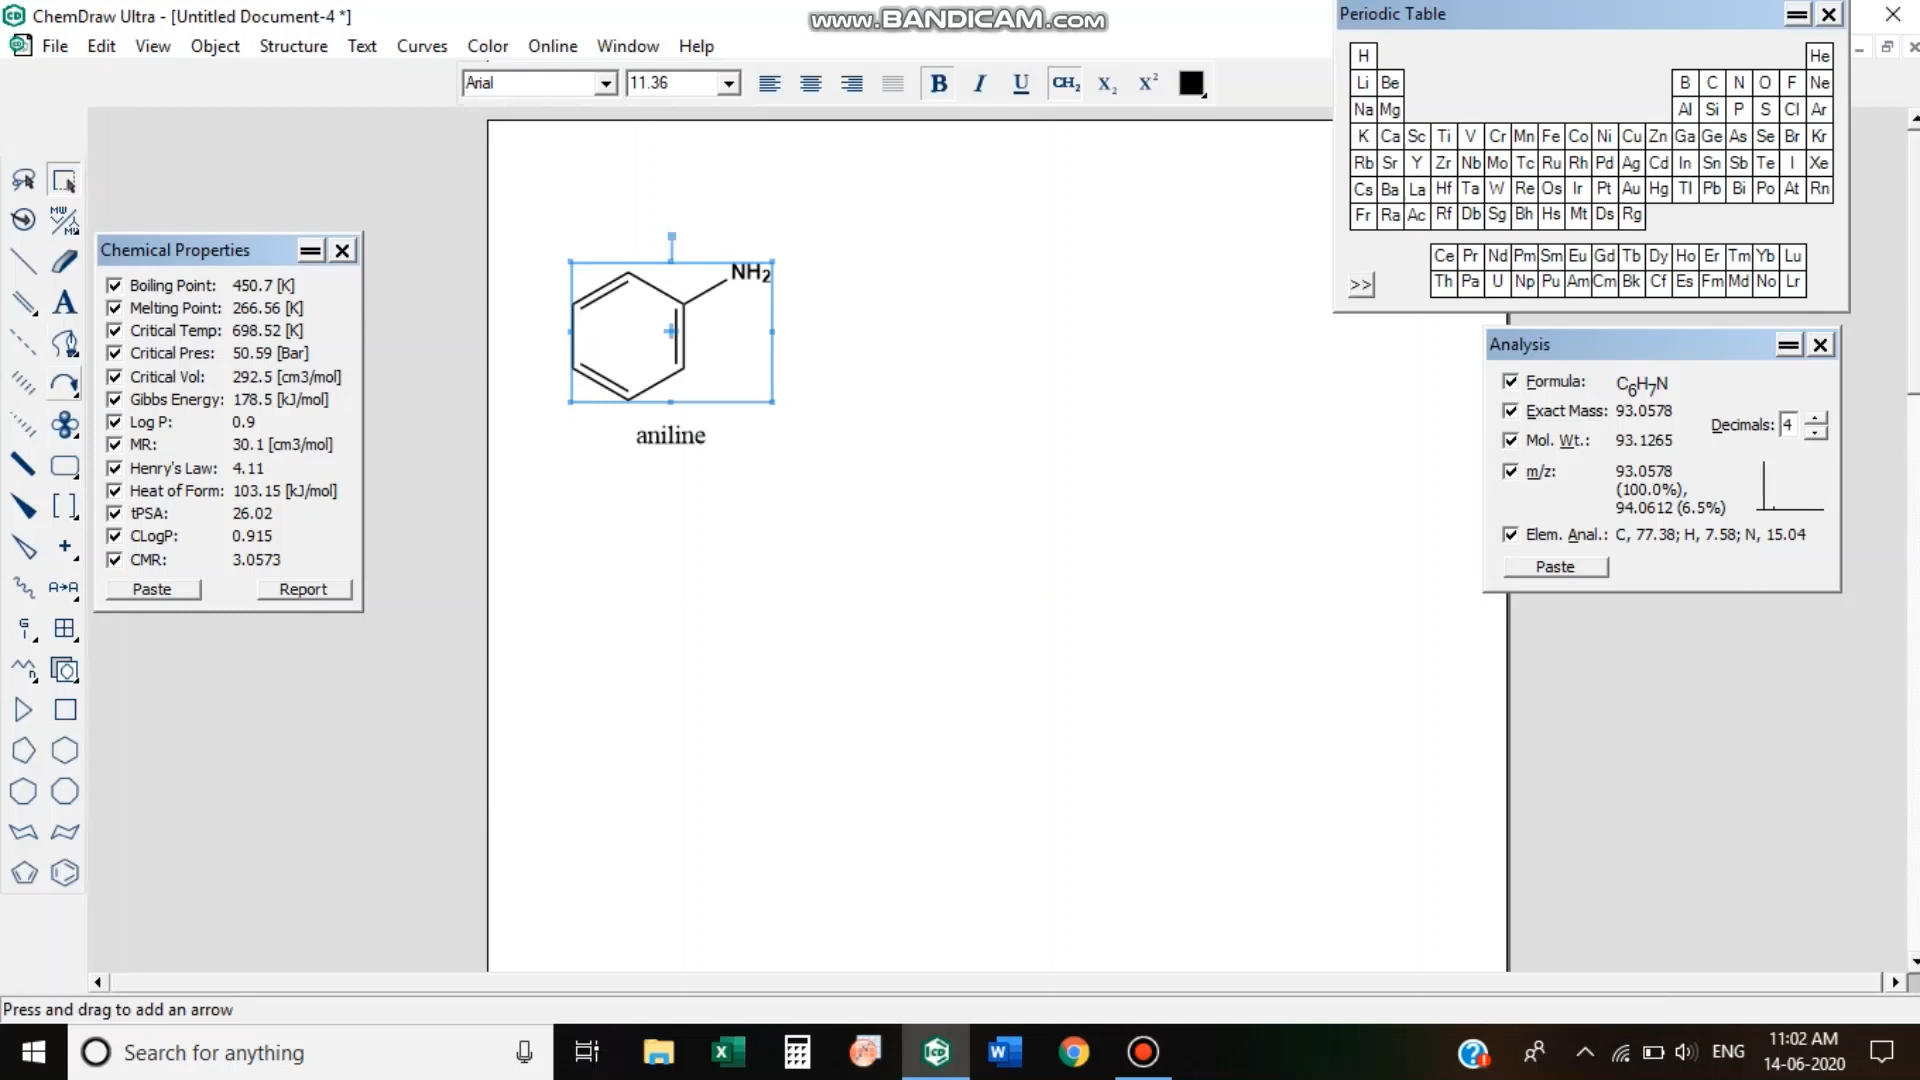 ChemDraw Ultra - [Untitled Document-4 *]
www.BANDICAM.com
File Edit View Object Structure Text Curves Color Online Window Help
Arial 11.36 B I U CH2 X2 X2
Periodic Table
H He
Li Be B C N O F Ne
Na Mg Al Si P S Cl Ar
K Ca Sc Ti V Cr Mn Fe Co Ni Cu Zn Ga Ge As Se Br Kr
Rb Sr Y Zr Nb Mo Tc Ru Rh Pd Ag Cd In Sn Sb Te I Xe
Cs Ba La Hf Ta W Re Os Ir Pt Au Hg Tl Pb Bi Po At Rn
Fr Ra Ac Rf Db Sg Bh Hs Mt Ds Rg
Ce Pr Nd Pm Sm Eu Gd Tb Dy Ho Er Tm Yb Lu
>> Th Pa U Np Pu Am Cm Bk Cf Es Fm Md No Lr
MW
A
A→A
Chemical Properties
Boiling Point: 450.7 [K]
Melting Point: 266.56 [K]
Critical Temp: 698.52 [K]
Critical Pres: 50.59 [Bar]
Critical Vol: 292.5 [cm3/mol]
Gibbs Energy: 178.5 [kJ/mol]
Log P: 0.9
MR: 30.1 [cm3/mol]
Henry's Law: 4.11
Heat of Form: 103.15 [kJ/mol]
tPSA: 26.02
CLogP: 0.915
CMR: 3.0573
Paste Report
NH2
aniline
Analysis
Formula: C6H7N
Exact Mass: 93.0578
Decimals: 4
Mol. Wt.: 93.1265
m/z: 93.0578
(100.0%),
94.0612 (6.5%)
Elem. Anal.: C, 77.38; H, 7.58; N, 15.04
Paste
Press and drag to add an arrow
Search for anything
ENG
11:02 AM
14-06-2020